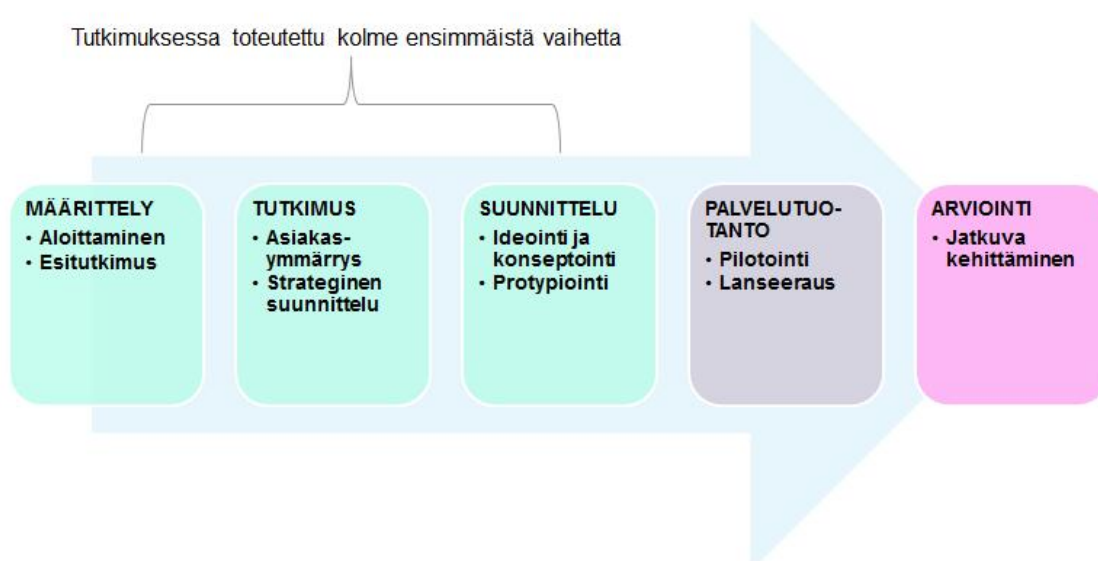 Tutkimuksessa toteutettu kolme ensimmäistä vaihetta
MÄÄRITTELY
• Aloittaminen
• Esitutkimus
TUTKIMUS
• Asiakas-
ymmärrys
• Strateginen
suunnittelu
SUUNNITTELU
• Ideointi ja
konseptointi
• Protypiointi
PALVELUTUO-
TANTO
• Pilotointi
• Lanseeraus
ARVIOINTI
• Jatkuva
kehittäminen